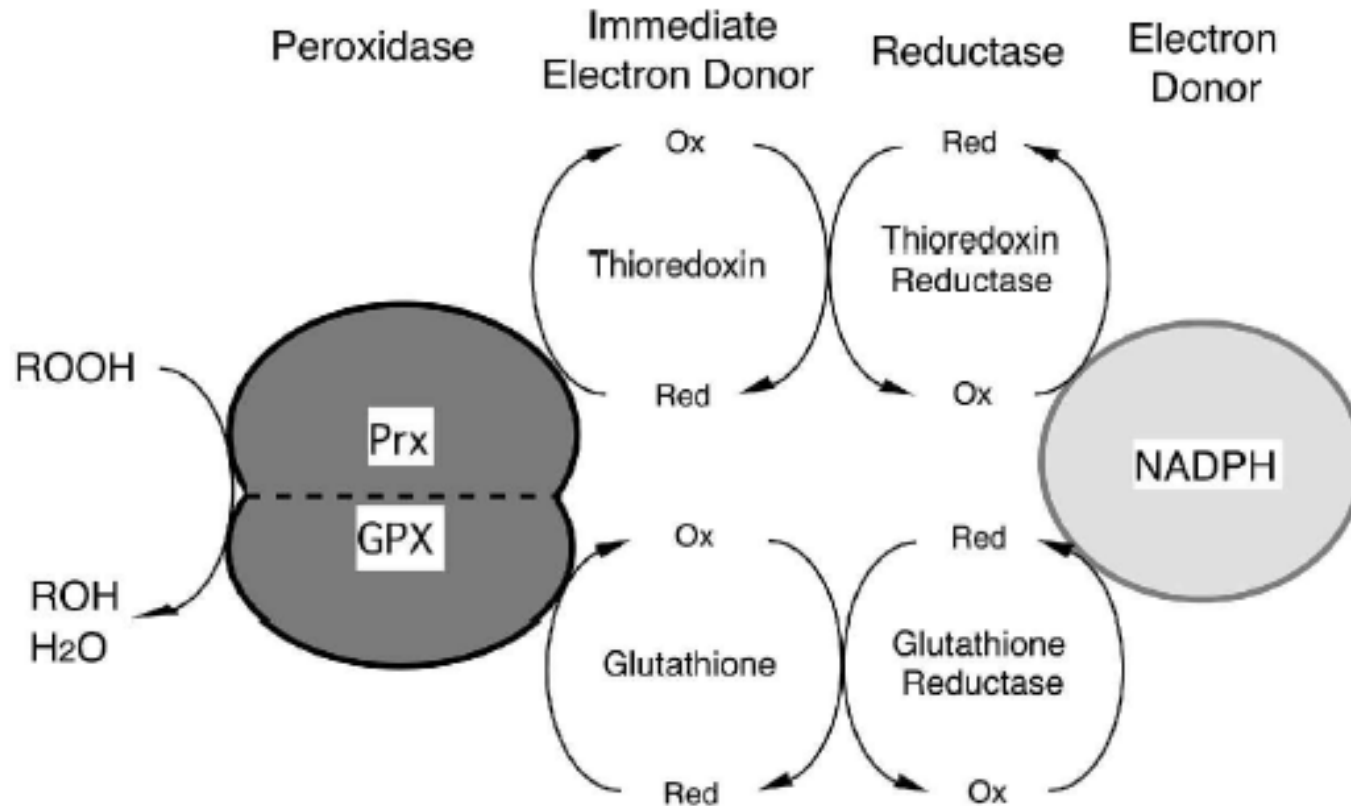 Peroxidase
Immediate
Electron Donor
Reductase
Electron
Donor
Ox
Red
Thioredoxin
Thioredoxin
Reductase
ROOH
Red
Ox
Prx
NADPH
GPX
Ox
Red
ROH
H2O
Glutathione
Glutathione
Reductase
Red
Ox